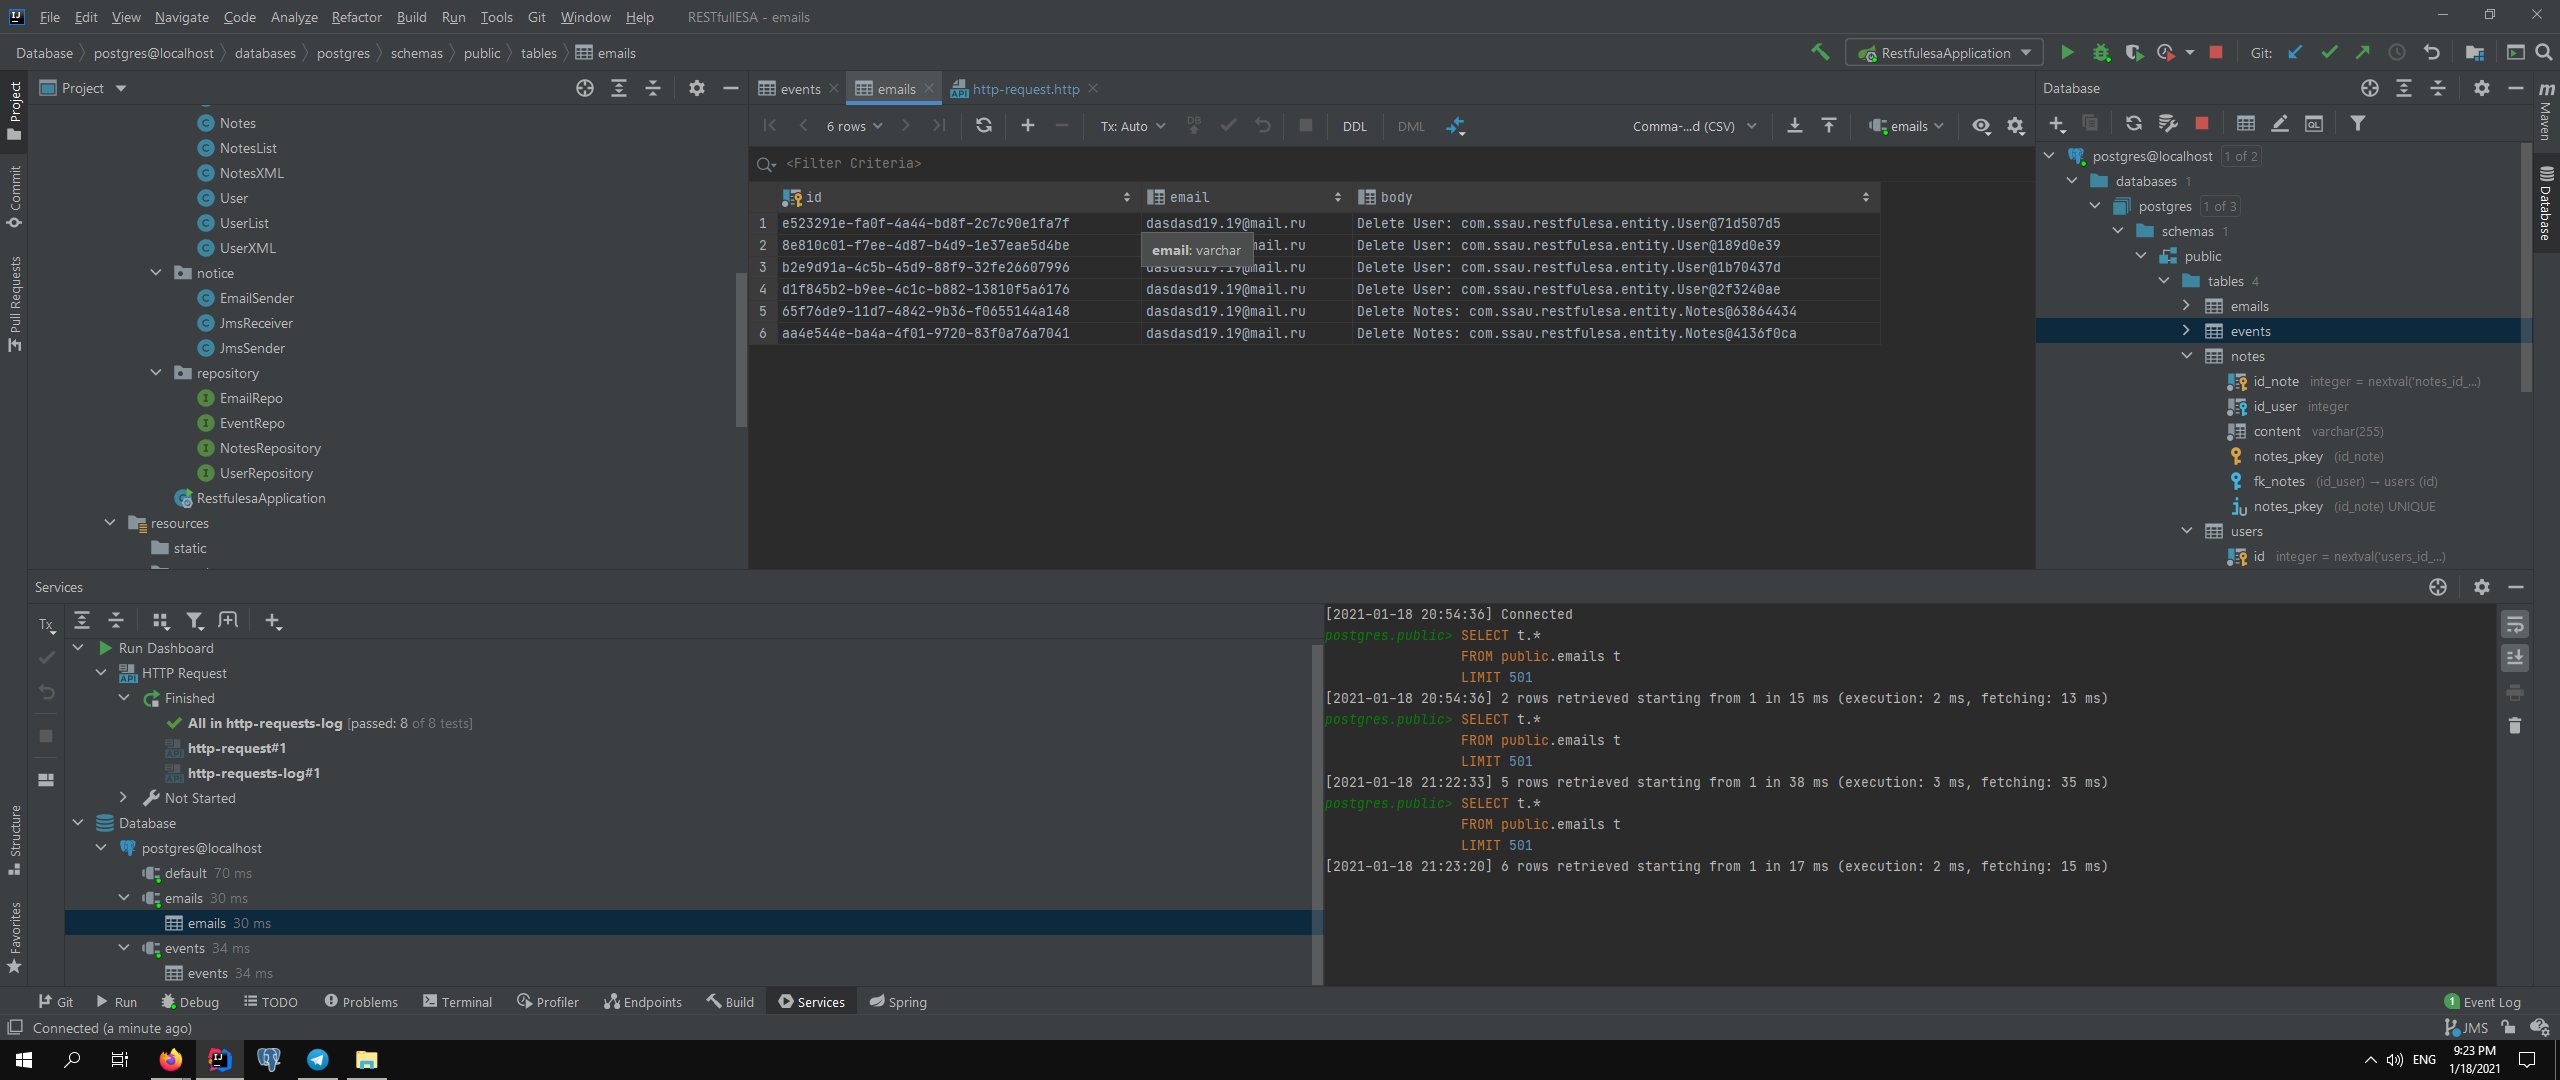 File Edit View Navigate Code Analyze Refactor Build Run Tools Git Window Help RESTfullESA - emails
Database postgres@localhost databases postgres schemas public tables emails
RestfulesaApplication Git:
Project
events emails http-request.http
Database
6 rows Tx: Auto DB DDL DML Comma-...d (CSV) emails
<Filter Criteria>
id email body
1 e523291e-fa0f-4a44-bd8f-2c7c90e1fa7f dasdasd19.19@mail.ru Delete User: com.ssau.restfulesa.entity.User@71d507d5
2 8e810c01-f7ee-4d87-b4d9-1e37eae5d4be @mail.ru Delete User: com.ssau.restfulesa.entity.User@189d0e39
email: varchar
3 b2e9d91a-4c5b-45d9-88f9-32fe26607996 dasdasd19.19@mail.ru Delete User: com.ssau.restfulesa.entity.User@1b70437d
4 d1f845b2-b9ee-4c1c-b882-13810f5a6176 dasdasd19.19@mail.ru Delete User: com.ssau.restfulesa.entity.User@2f3240ae
5 65f76de9-11d7-4842-9b36-f0655144a148 dasdasd19.19@mail.ru Delete Notes: com.ssau.restfulesa.entity.Notes@63864434
6 aa4e544e-ba4a-4f01-9720-83f0a76a7041 dasdasd19.19@mail.ru Delete Notes: com.ssau.restfulesa.entity.Notes@4136f0ca
Project
Commit
Pull Requests
Structure
Favorites
Notes
NotesList
NotesXML
User
UserList
UserXML
notice
EmailSender
JmsReceiver
JmsSender
repository
EmailRepo
EventRepo
NotesRepository
UserRepository
RestfulesaApplication
resources
static
postgres@localhost 1 of 2
databases 1
postgres 1 of 3
schemas 1
public
tables 4
emails
events
notes
id_note integer = nextval('notes_id_...)
id_user integer
content varchar(255)
notes_pkey (id_note)
fk_notes (id_user) → users (id)
notes_pkey (id_note) UNIQUE
users
id integer = nextval('users_id_...)
Maven
Database
Services
Tx
Run Dashboard
HTTP Request
Finished
All in http-requests-log [passed: 8 of 8 tests]
http-request#1
http-requests-log#1
Not Started
Database
postgres@localhost
default 70 ms
emails 30 ms
emails 30 ms
events 34 ms
events 34 ms
[2021-01-18 20:54:36] Connected
postgres.public> SELECT t.*
FROM public.emails t
LIMIT 501
[2021-01-18 20:54:36] 2 rows retrieved starting from 1 in 15 ms (execution: 2 ms, fetching: 13 ms)
postgres.public> SELECT t.*
FROM public.emails t
LIMIT 501
[2021-01-18 21:22:33] 5 rows retrieved starting from 1 in 38 ms (execution: 3 ms, fetching: 35 ms)
postgres.public> SELECT t.*
FROM public.emails t
LIMIT 501
[2021-01-18 21:23:20] 6 rows retrieved starting from 1 in 17 ms (execution: 2 ms, fetching: 15 ms)
Git Run Debug TODO Problems Terminal Profiler Endpoints Build Services Spring 1 Event Log
Connected (a minute ago) JMS
ENG 9:23 PM
1/18/2021